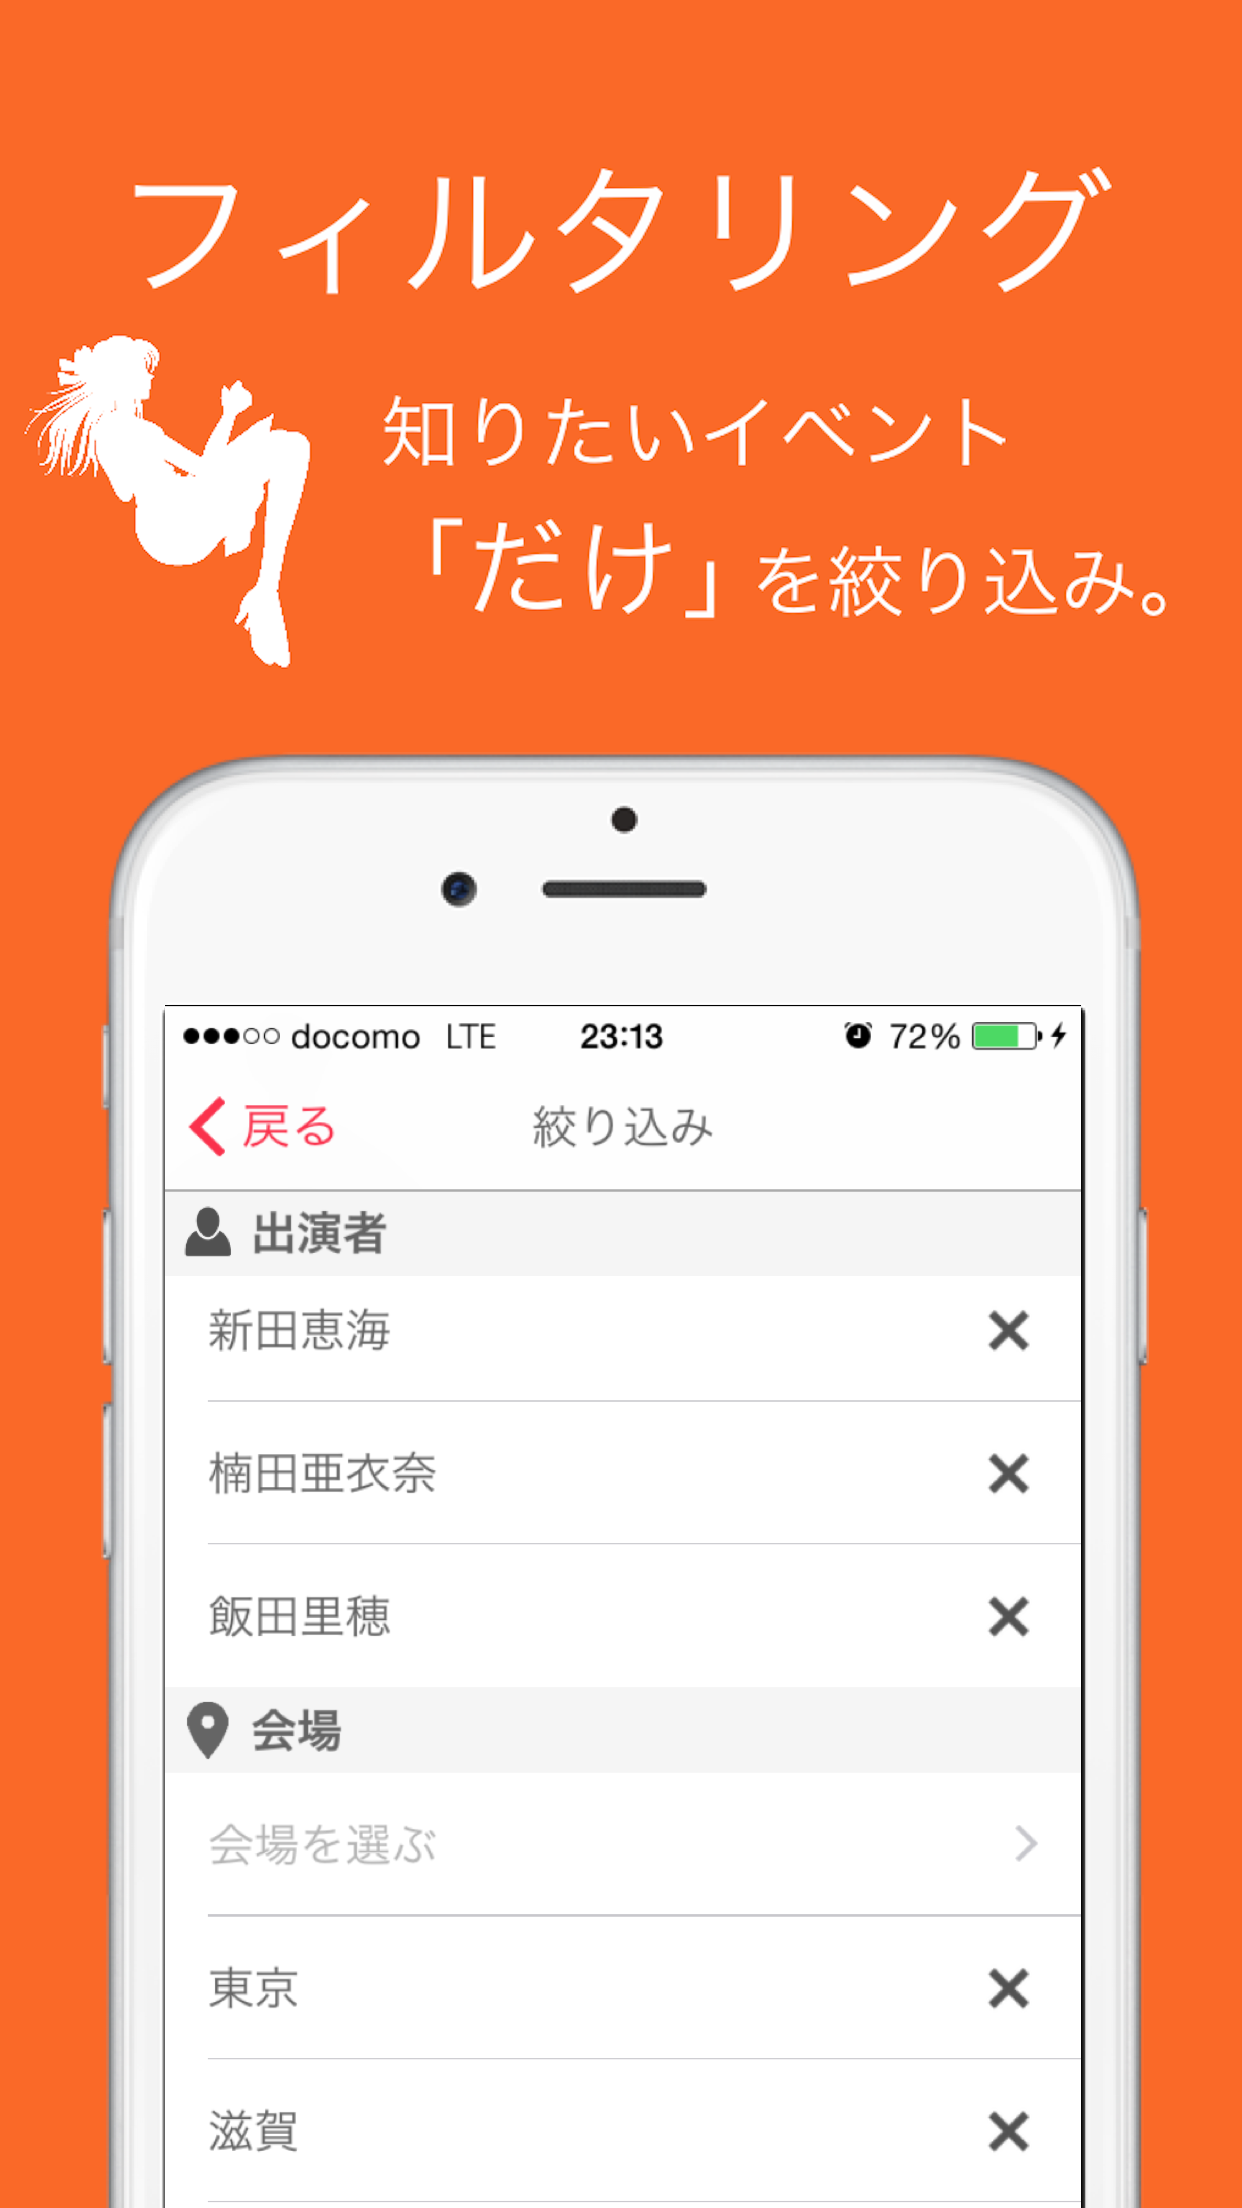 フィルタリング
知りたいイベント
「だけ」を絞り込み。
docomo LTE 23:13 72%
戻る 絞り込み
出演者
新田恵海
楠田亜衣奈
飯田里穂
会場
会場を選ぶ
東京
滋賀